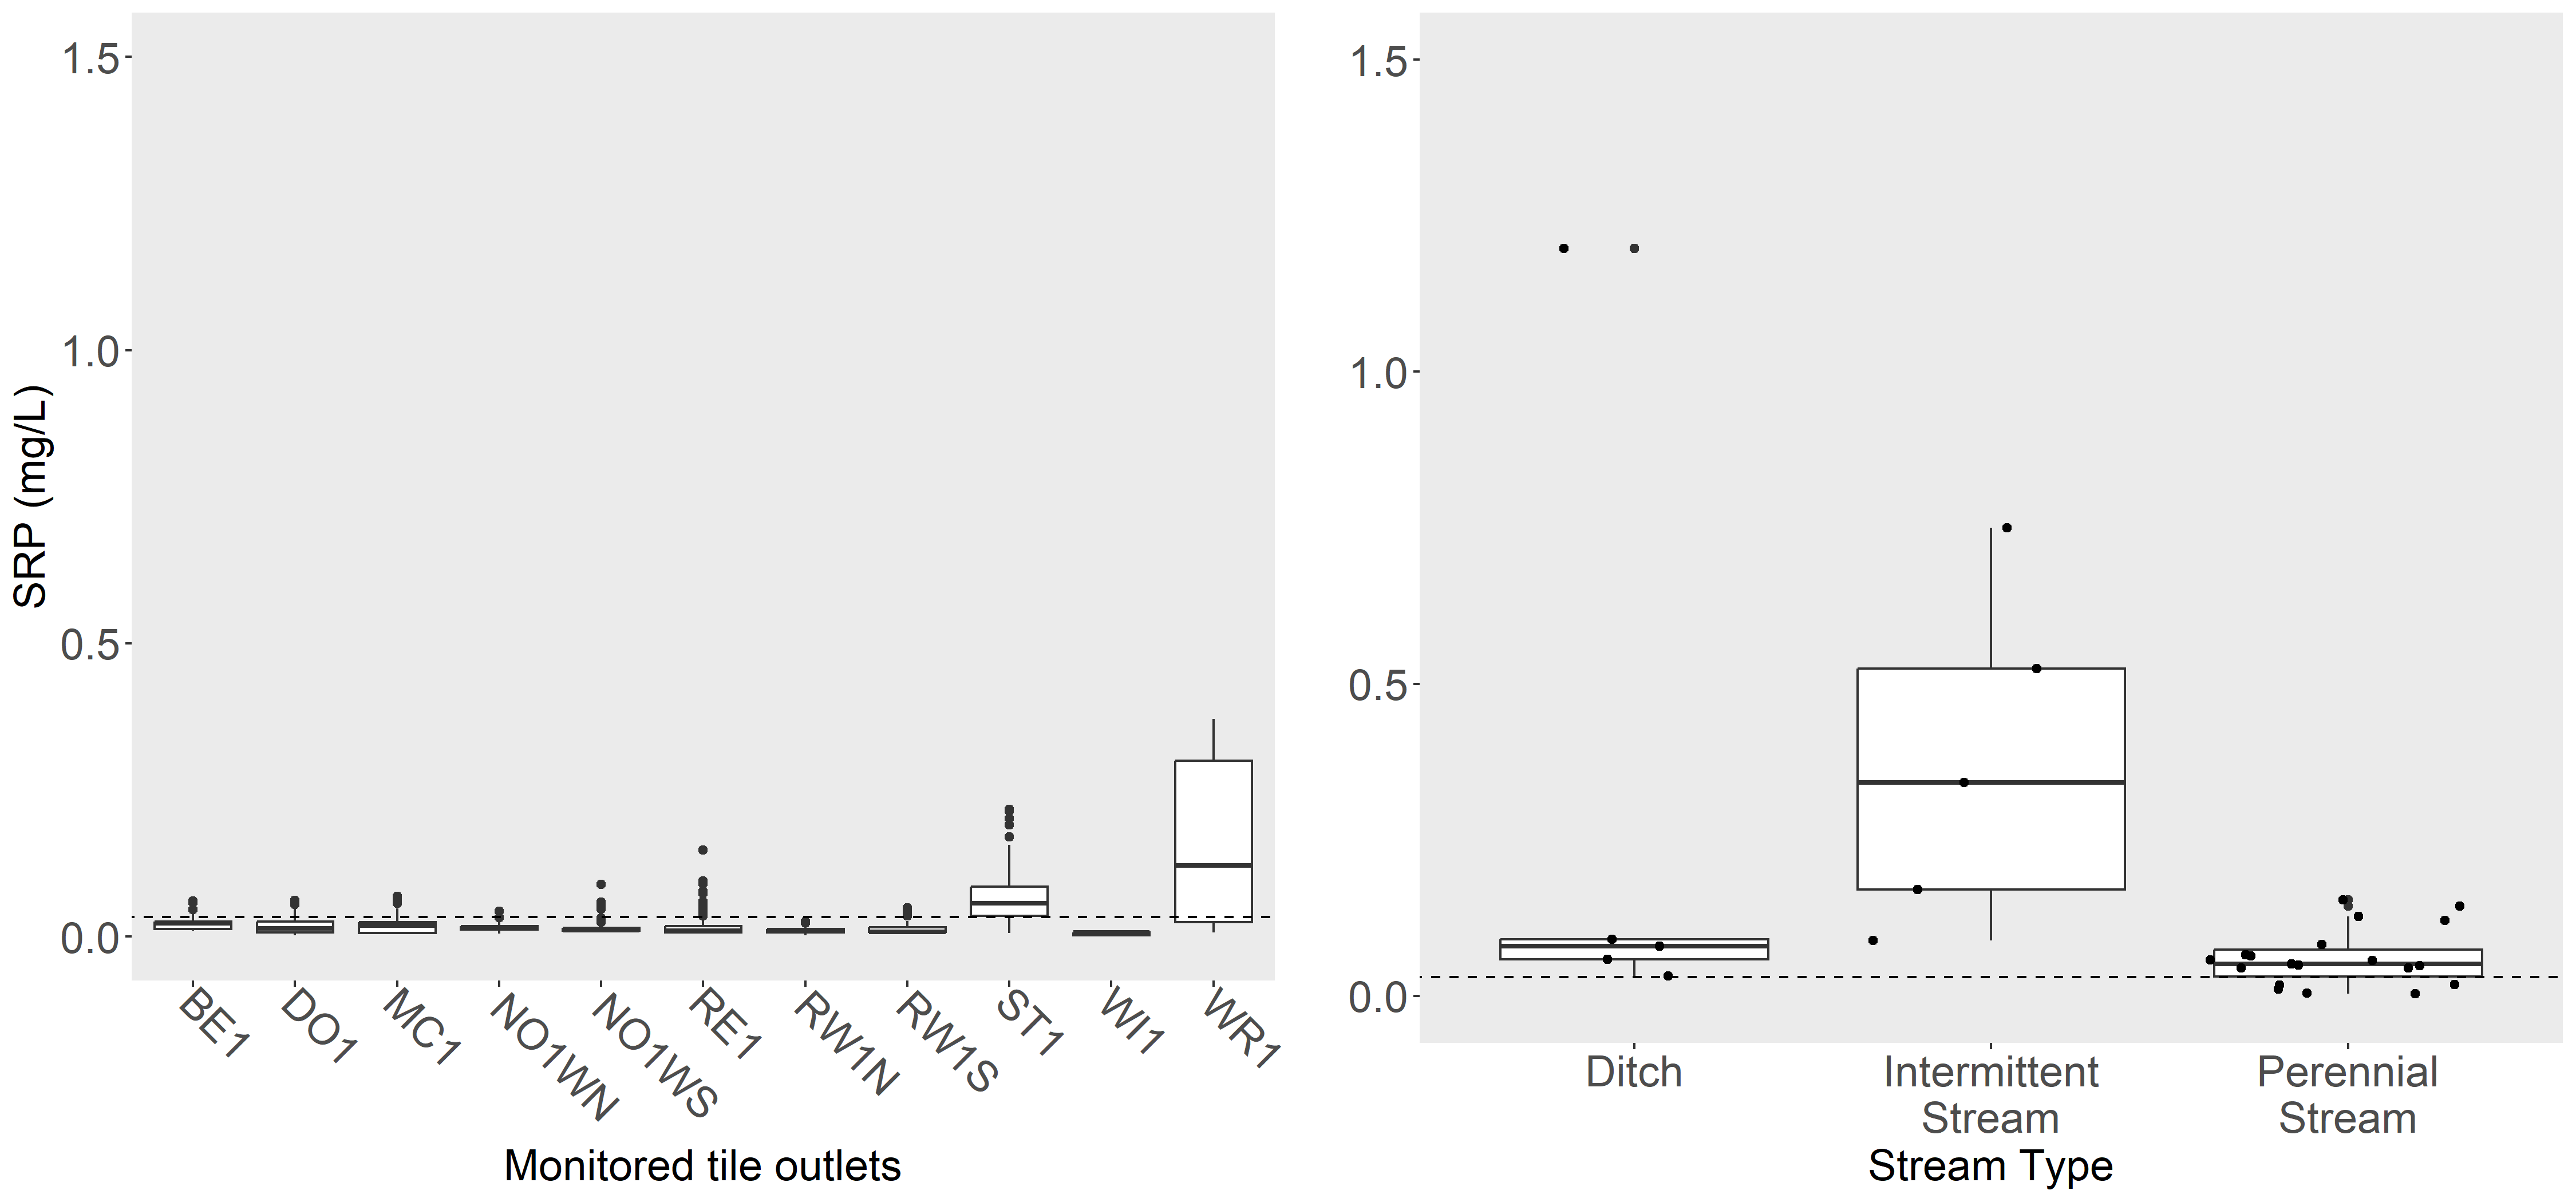 SRP (mg/L)
1.5
1.0
0.5
0.0
BE1
DO1
MC1
NO1WN
NO1WS
RE1
RW1N
RW1S
ST1
WI1
WR1
Monitored tile outlets
1.5
1.0
0.5
0.0
Ditch
Intermittent
Stream
Perennial
Stream
Stream Type